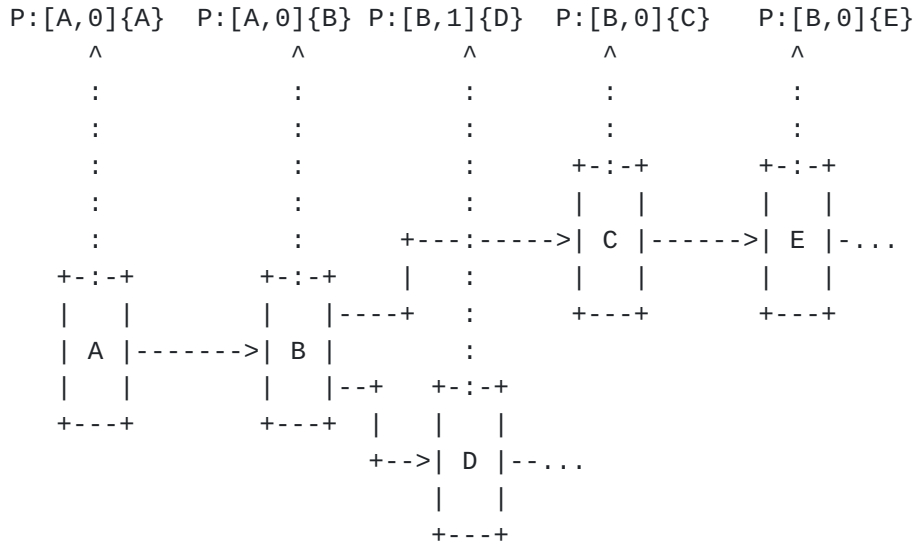 P:[A,0]{A}    P:[A,0]{B} P:[B,1]{D}  P:[B,0]{C}   P:[B,0]{E}
     ^            ^          ^        ^           ^
     :            :          :        :           :
     :            :          :        :           :
     :            :          :      +-:-+       +-:-+
     :            :          :      |   |       |   |
     :            :      +---:----->| C |------>| E |-...
   +-:-+        +-:-+    |   :      |   |       |   |
   |   |        |   |----+   :      +---+       +---+
   | A |------->| B |        :
   |   |        |   |--+   +-:-+
   +---+        +---+  |   |   |
                       +-->| D |--...
                           |   |
                           +---+